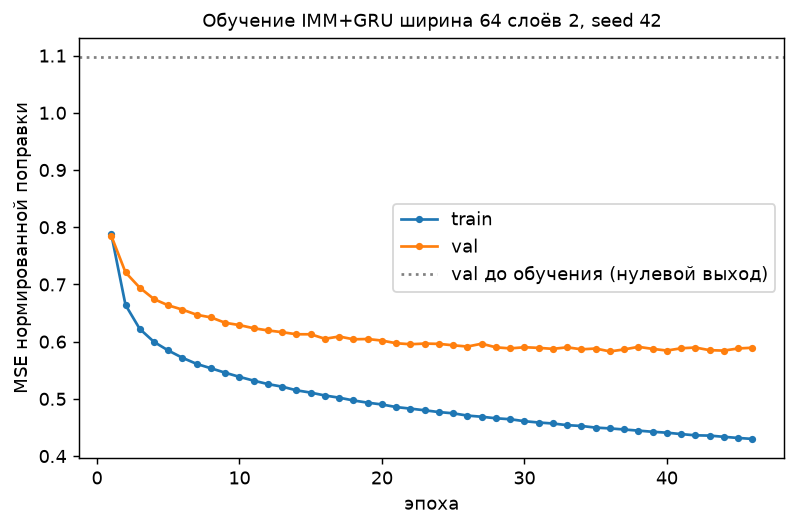 Обучение IMM+GRU ширина 64 слоёв 2, seed 42
MSE нормированной поправки
1.1
1.0
0.9
0.8
0.7
0.6
0.5
0.4
train
val
val до обучения (нулевой выход)
0 10 20 30 40
эпоха